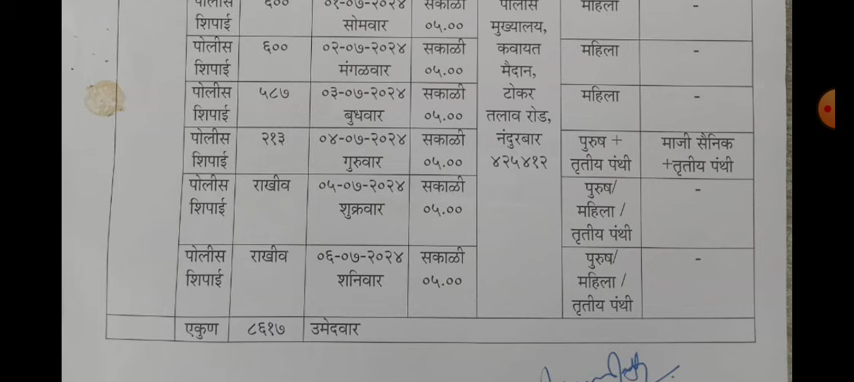 पोलीस ६०० ०१-०७-२०२४ सकाळी पोलीस महिला -
शिपाई सोमवार ०५.०० मुख्यालय,
पोलीस ६०० ०२-०७-२०२४ सकाळी कवायत महिला -
शिपाई मंगळवार ०५.०० मैदान,
पोलीस ५८७ ०३-०७-२०२४ सकाळी टोकर महिला -
शिपाई बुधवार ०५.०० तलाव रोड,
पोलीस २१३ ०४-०७-२०२४ सकाळी नंदुरबार पुरुष + माजी सैनिक
शिपाई गुरुवार ०५.०० ४२५४१२ तृतीय पंथी +तृतीय पंथी
पोलीस राखीव ०५-०७-२०२४ सकाळी पुरुष/ -
शिपाई शुक्रवार ०५.०० महिला /
तृतीय पंथी
पोलीस राखीव ०६-०७-२०२४ सकाळी पुरुष/ -
शिपाई शनिवार ०५.०० महिला /
तृतीय पंथी
एकुण ८६१७ उमेदवार